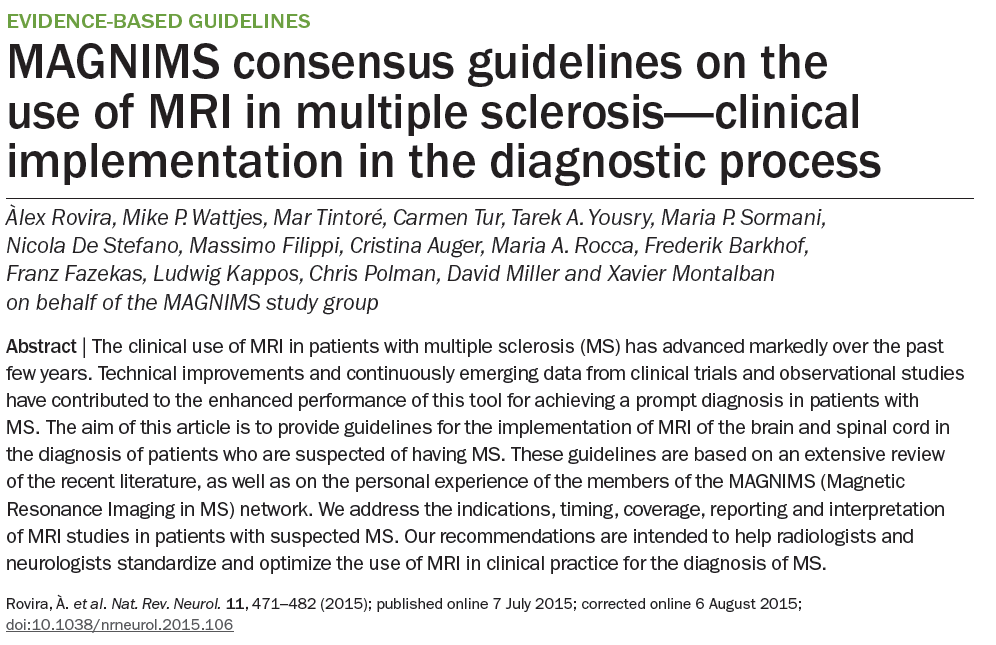 EVIDENCE-BASED GUIDELINES
MAGNIMS consensus guidelines on the
use of MRI in multiple sclerosis—clinical
implementation in the diagnostic process
Àlex Rovira, Mike P. Wattjes, Mar Tintoré, Carmen Tur, Tarek A. Yousry, Maria P. Sormani,
Nicola De Stefano, Massimo Filippi, Cristina Auger, Maria A. Rocca, Frederik Barkhof,
Franz Fazekas, Ludwig Kappos, Chris Polman, David Miller and Xavier Montalban
on behalf of the MAGNIMS study group
Abstract | The clinical use of MRI in patients with multiple sclerosis (MS) has advanced markedly over the past
few years. Technical improvements and continuously emerging data from clinical trials and observational studies
have contributed to the enhanced performance of this tool for achieving a prompt diagnosis in patients with
MS. The aim of this article is to provide guidelines for the implementation of MRI of the brain and spinal cord in
the diagnosis of patients who are suspected of having MS. These guidelines are based on an extensive review
of the recent literature, as well as on the personal experience of the members of the MAGNIMS (Magnetic
Resonance Imaging in MS) network. We address the indications, timing, coverage, reporting and interpretation
of MRI studies in patients with suspected MS. Our recommendations are intended to help radiologists and
neurologists standardize and optimize the use of MRI in clinical practice for the diagnosis of MS.
Rovira, À. et al. Nat. Rev. Neurol. 11, 471–482 (2015); published online 7 July 2015; corrected online 6 August 2015;
doi:10.1038/nrneurol.2015.106